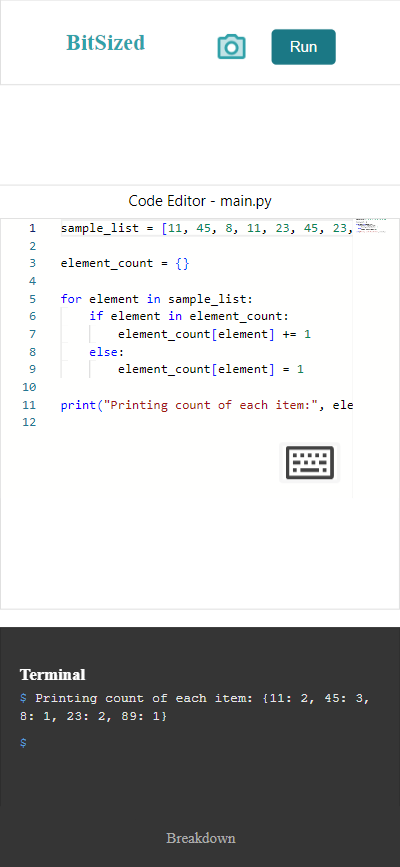 BitSized
Run
Code Editor - main.py
1 sample_list = [11, 45, 8, 11, 23, 45, 23,
2
3 element_count = {}
4
5 for element in sample_list:
6     if element in element_count:
7         element_count[element] += 1
8     else:
9         element_count[element] = 1
10
11 print("Printing count of each item:", ele
12
Terminal
$ Printing count of each item: {11: 2, 45: 3,
8: 1, 23: 2, 89: 1}
$
Breakdown